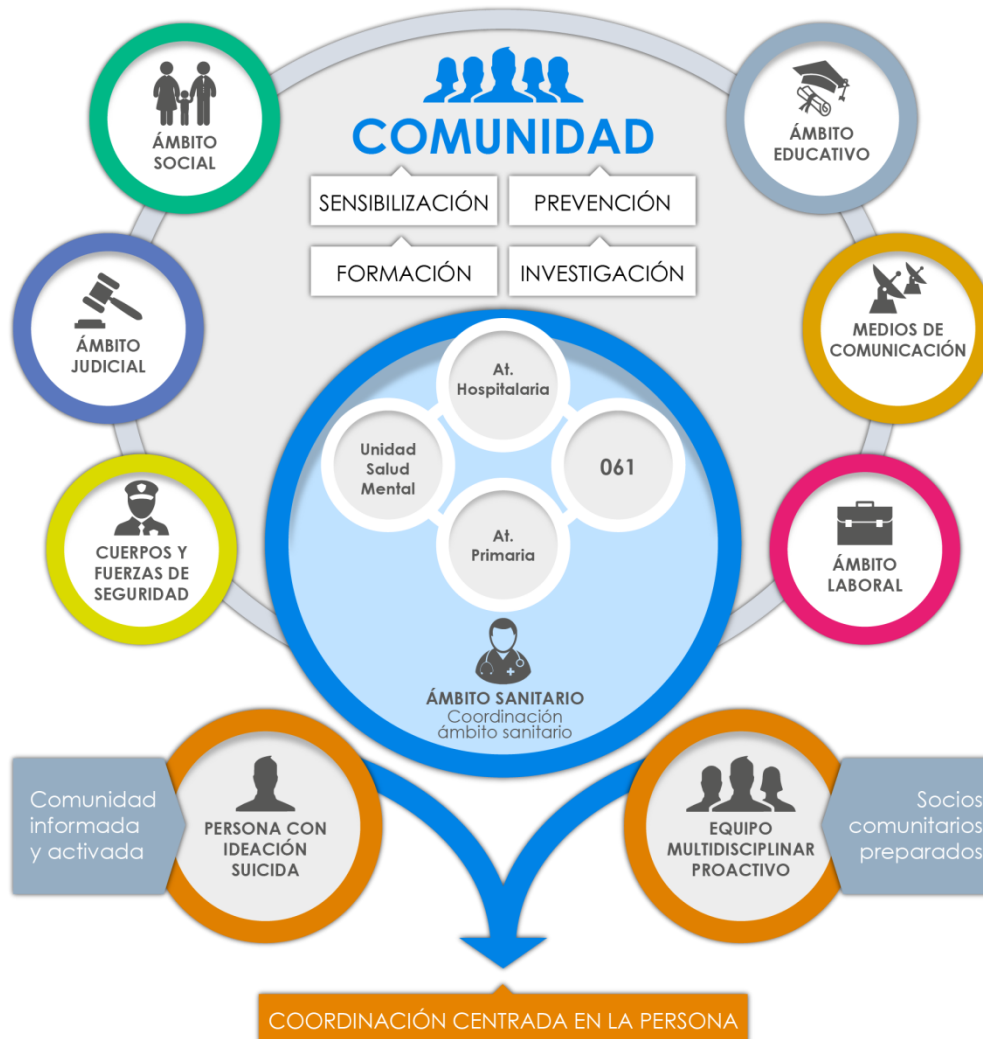 COMUNIDAD
SENSIBILIZACIÓN
PREVENCIÓN
FORMACIÓN
INVESTIGACIÓN
ÁMBITO
SOCIAL
ÁMBITO
EDUCATIVO
ÁMBITO
JUDICIAL
MEDIOS DE
COMUNICACIÓN
CUERPOS Y
FUERZAS DE
SEGURIDAD
ÁMBITO
LABORAL
At.
Hospitalaria
Unidad
Salud
Mental
061
At.
Primaria
ÁMBITO SANITARIO
Coordinación
ámbito sanitario
Comunidad
informada
y activada
PERSONA CON
IDEACIÓN
SUICIDA
EQUIPO
MULTIDISCIPLINAR
PROACTIVO
Socios
comunitarios
preparados
COORDINACIÓN CENTRADA EN LA PERSONA